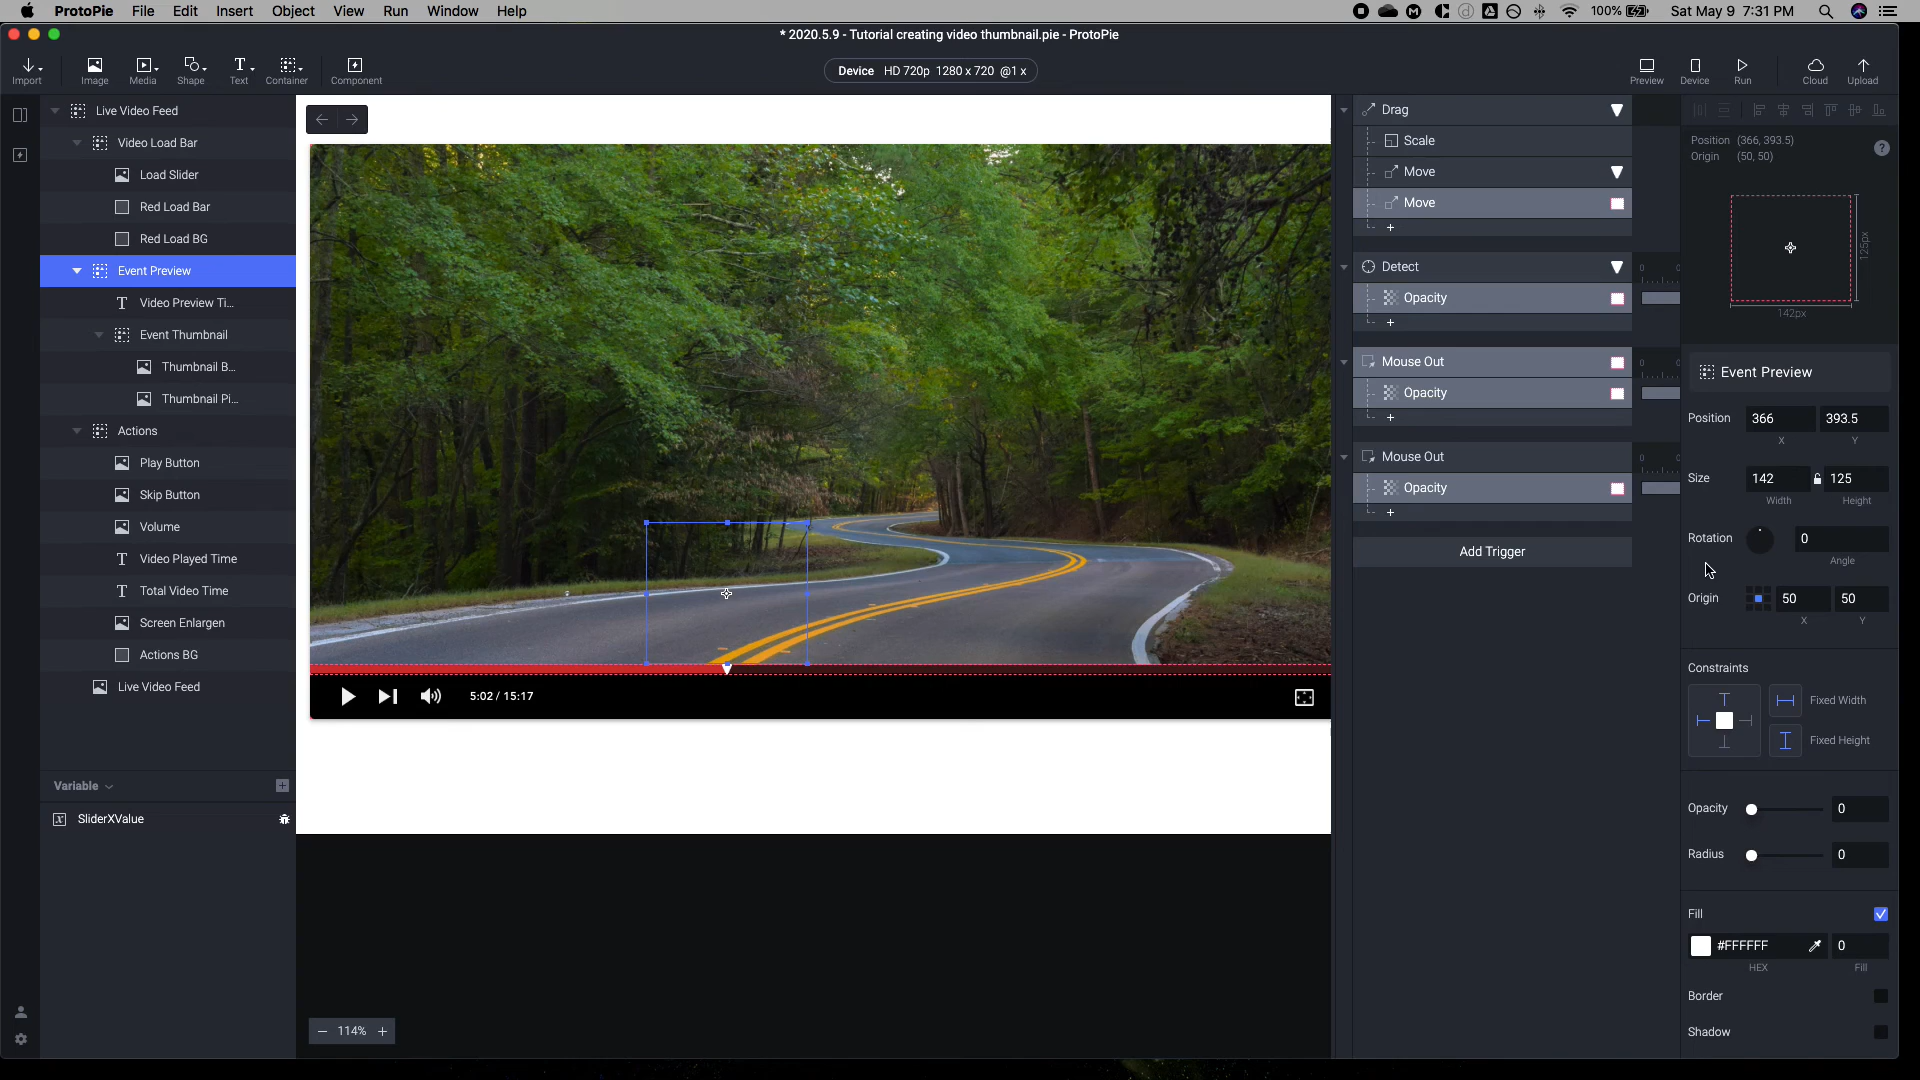 ProtoPie File Edit Insert Object View Run Window Help
100% Sat May 9 7:31 PM
* 2020.5.9 - Tutorial creating video thumbnail.pie - ProtoPie
Import Image Media Shape Text Container Component
Device HD 720p 1280 x 720 @1 x
Preview Device Run Cloud Upload
Live Video Feed
Video Load Bar
Load Slider
Red Load Bar
Red Load BG
Event Preview
Video Preview Ti...
Event Thumbnail
Thumbnail B...
Thumbnail Pi...
Actions
Play Button
Skip Button
Volume
Video Played Time
Total Video Time
Screen Enlargen
Actions BG
Live Video Feed
Variable
SliderXValue
5:02 / 15:17
114%
Drag
Scale
Move
Move
Detect
Opacity
Mouse Out
Opacity
Mouse Out
Opacity
Add Trigger
Position (366, 393.5)
Origin (50, 50)
125px
142px
Event Preview
Position 366 393.5
X Y
Size 142 125
Width Height
Rotation 0
Angle
Origin 50 50
X Y
Constraints
Fixed Width
Fixed Height
Opacity 0
Radius 0
Fill
#FFFFFF 0
HEX Fill
Border
Shadow